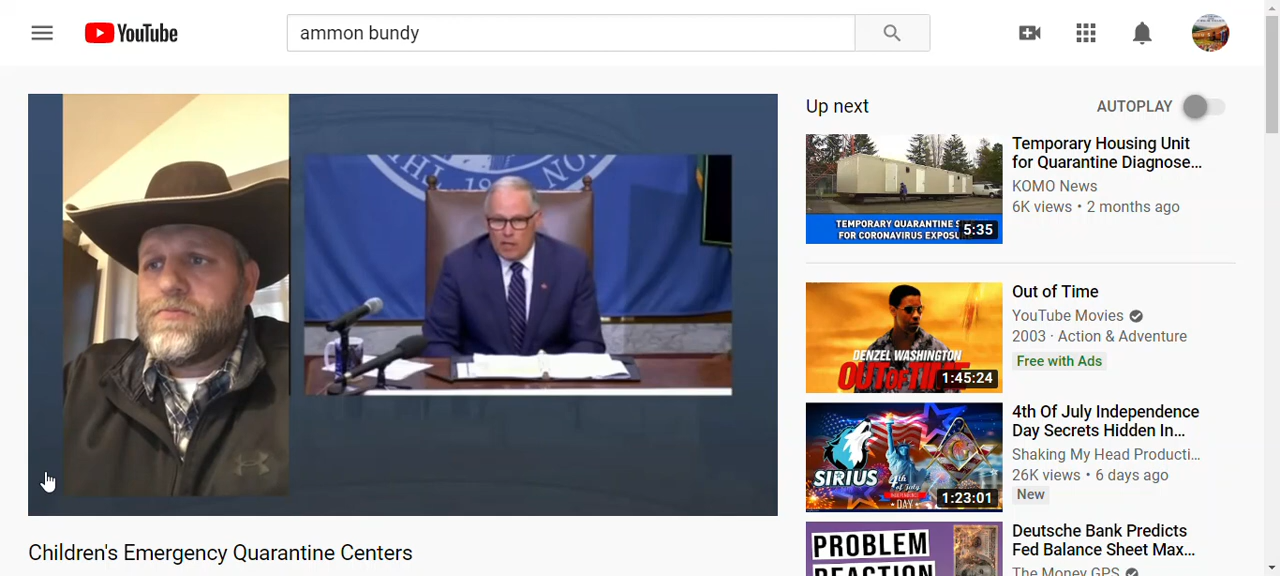 YouTube
ammon bundy
Up next
AUTOPLAY
TEMPORARY QUARANTINE S
FOR CORONAVIRUS EXPOSU
5:35
Temporary Housing Unit
for Quarantine Diagnose...
KOMO News
6K views • 2 months ago
DENZEL WASHINGTON
OUT OF TIME
1:45:24
Out of Time
YouTube Movies
2003 · Action & Adventure
Free with Ads
SIRIUS
4th of July
INDEPENDENCE
DAY
1:23:01
4th Of July Independence
Day Secrets Hidden In...
Shaking My Head Producti...
26K views • 6 days ago
New
PROBLEM
REACTION
Deutsche Bank Predicts
Fed Balance Sheet Max...
The Money GPS
Children's Emergency Quarantine Centers